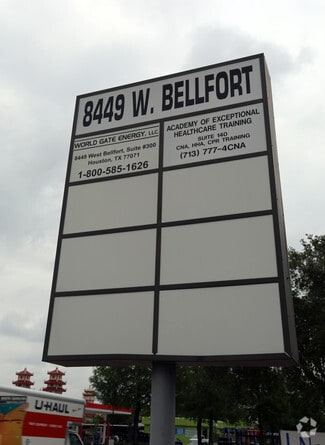 8449 W. BELLFORT
WORLD GATE ENERGY, LLC
8449 West Bellfort, Suite #300
Houston, TX 77071
1-800-585-1626
ACADEMY OF EXCEPTIONAL
HEALTHCARE TRAINING
SUITE 140
CNA, HHA, CPR TRAINING
(713) 777-4CNA
U-HAUL